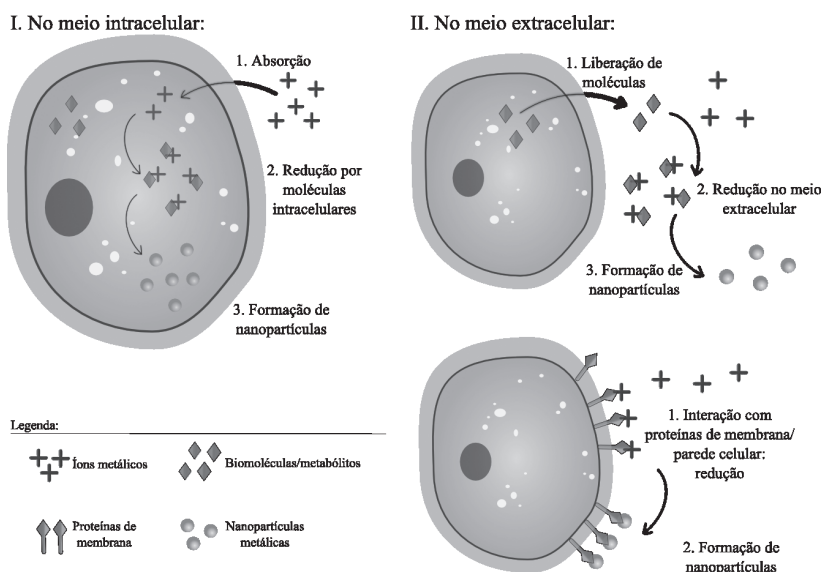 I. No meio intracelular:
1. Absorção
2. Redução por
moléculas
intracelulares
3. Formação de
nanopartículas
II. No meio extracelular:
1. Liberação de
moléculas
2. Redução no meio
extracelular
3. Formação de
nanopartículas
1. Interação com
proteínas de membrana/
parede celular:
redução
2. Formação de
nanopartículas
Legenda:
Íons metálicos
Biomoléculas/metabólitos
Proteínas de
membrana
Nanopartículas
metálicas